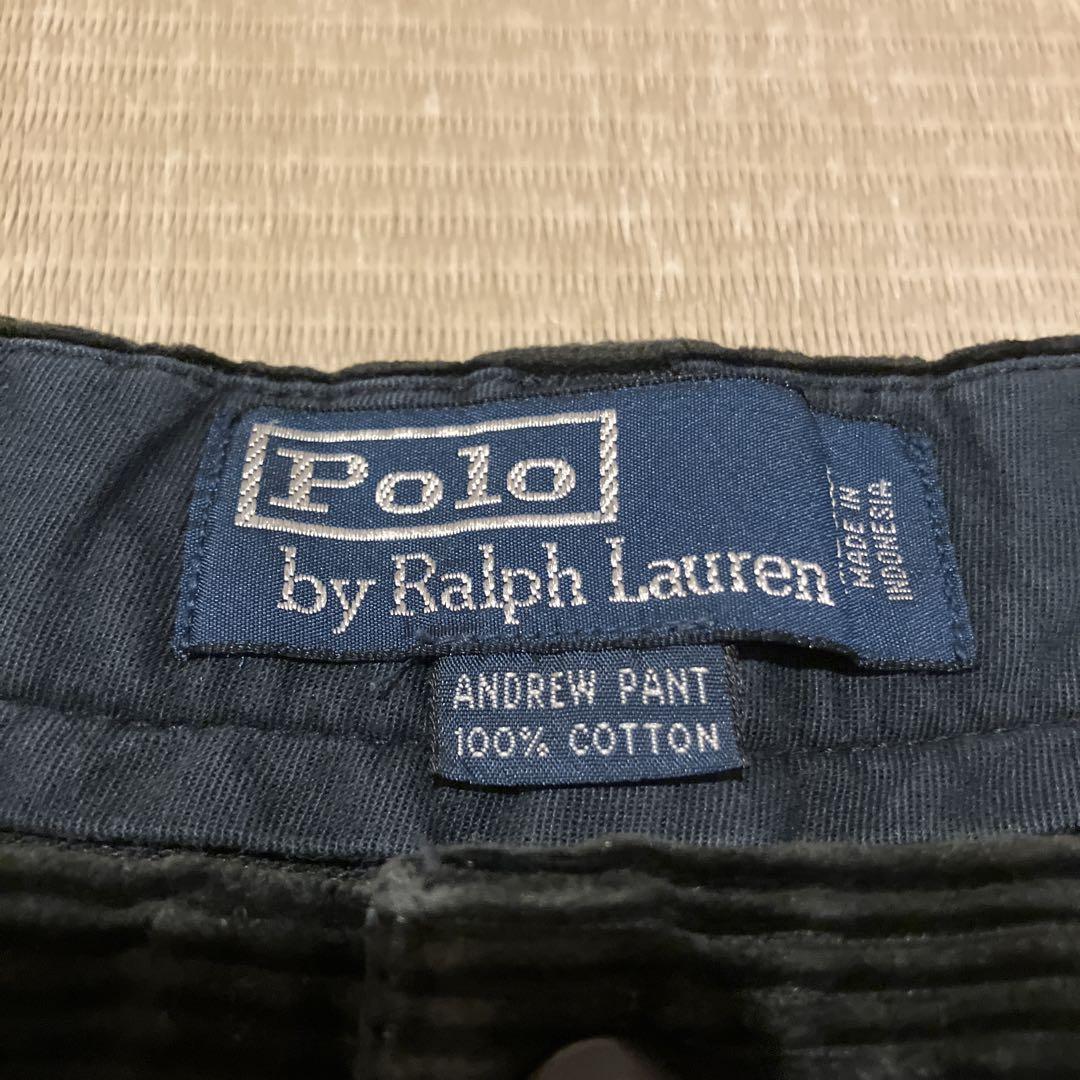 Polo
by Ralph Lauren
MADE IN
INDONESIA
ANDREW PANT
100% COTTON